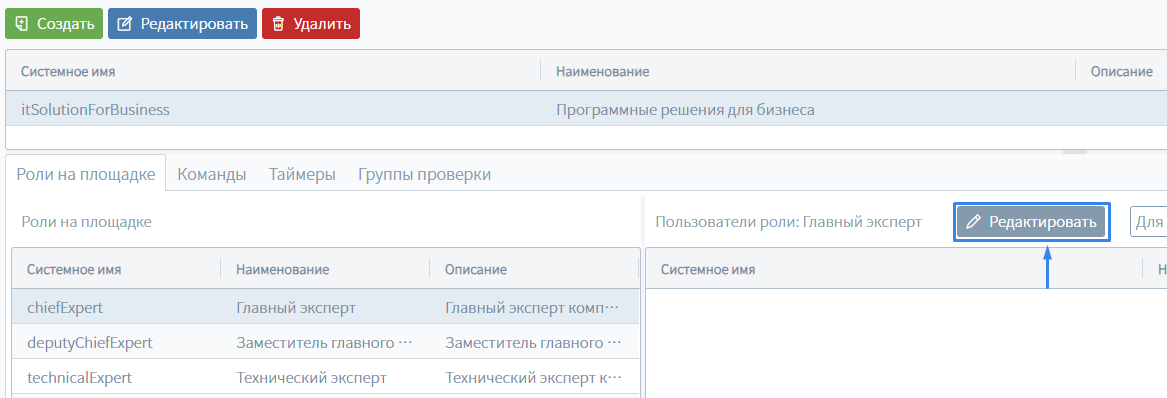 Создать Редактировать Удалить
Системное имя Наименование Описание
itSolutionForBusiness Программные решения для бизнеса
Роли на площадке Команды Таймеры Группы проверки
Роли на площадке Пользователи роли: Главный эксперт Редактировать Для
Системное имя Наименование Описание Системное имя Н
chiefExpert Главный эксперт Главный эксперт комп···
deputyChiefExpert Заместитель главного ··· Заместитель главного ···
technicalExpert Технический эксперт Технический эксперт к···